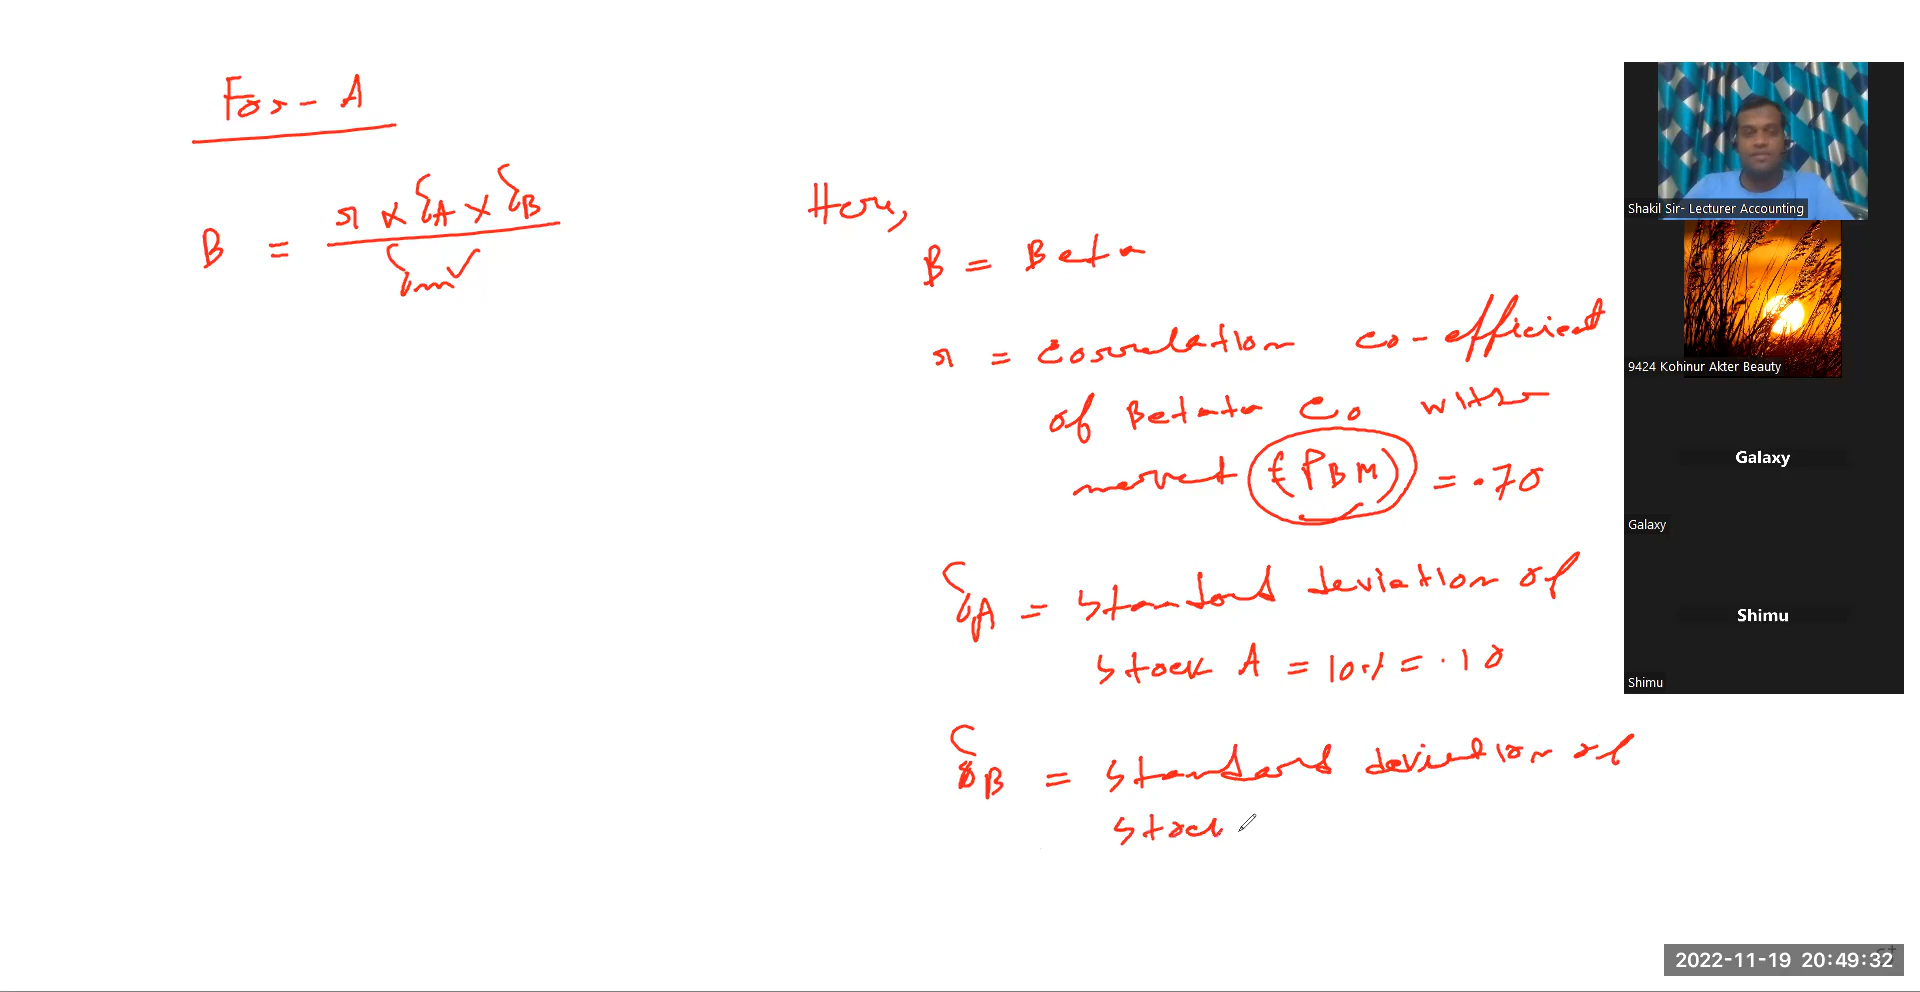 For - A
B = r × σA × σB
σm²
Here,
B = Beta
r = Correlation co-efficient
of Betata Co with
market (PBM) = .70
σA = Standard deviation of
Stock A = 10% = .10
σB = Standard deviation of
Stock
Shakil Sir- Lecturer Accounting
9424 Kohinur Akter Beauty
Galaxy
Galaxy
Shimu
Shimu
2022-11-19 20:49:32